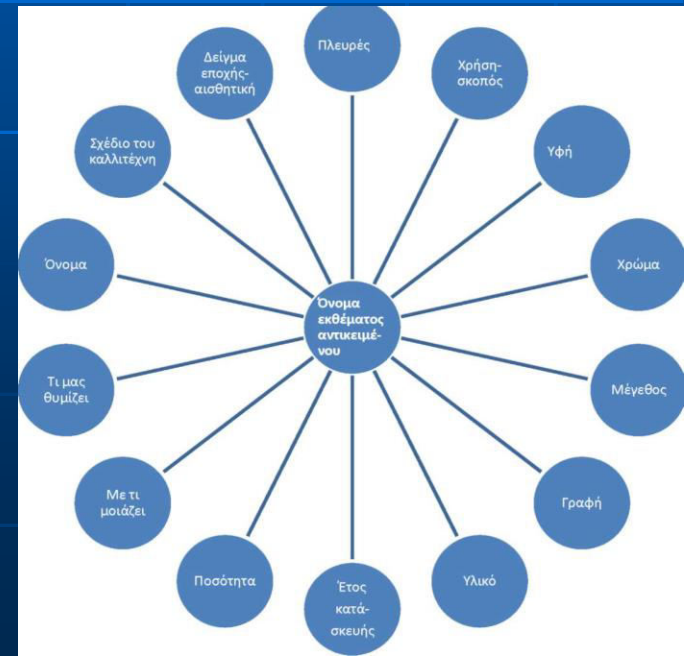 Πλευρές
Χρήση-
σκοπός
Υφή
Χρώμα
Μέγεθος
Γραφή
Υλικό
Έτος
κατά-
σκευής
Ποσότητα
Με τι
μοιάζει
Τι μας
θυμίζει
Όνομα
Σχέδιο του
καλλιτέχνη
Δείγμα
εποχής-
αισθητική
Όνομα
εκθέματος
αντικειμέ-
νου